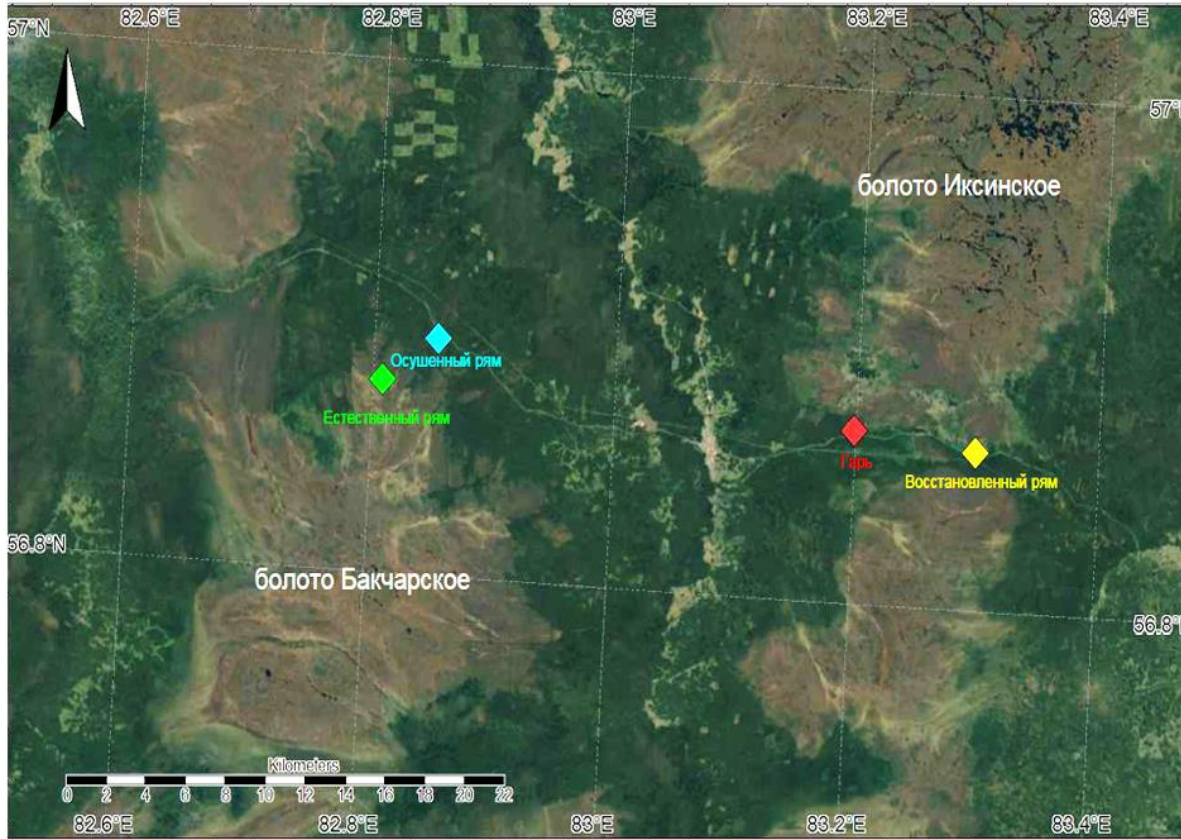 82.6°E 82.8°E 83°E 83.2°E 83.4°E
57°N
57°N
болото Иксинское
Осушенный рям
Естественный рям
Гарь
Восстановленный рям
56.8°N
болото Бакчарское
56.8°N
Kilometers
0 2 4 6 8 10 12 14 16 18 20 22
82.6°E 82.8°E 83°E 83.2°E 83.4°E